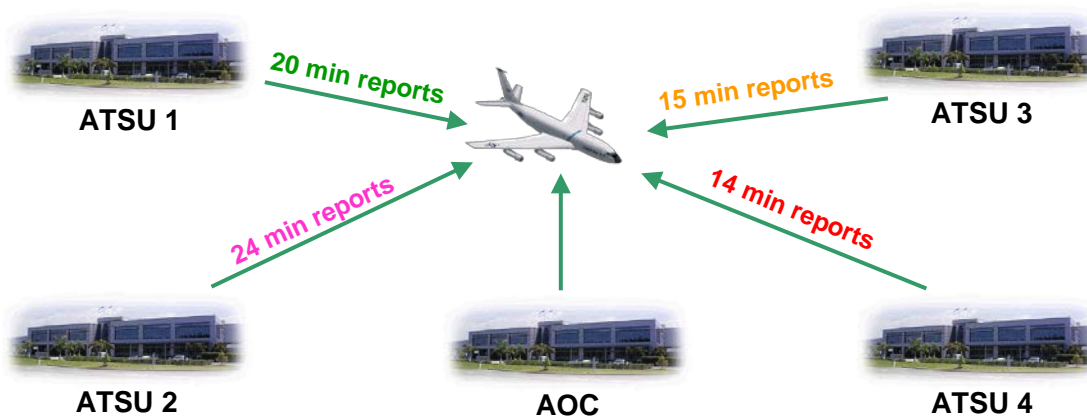 20 min reports
15 min reports
ATSU 1
ATSU 3
24 min reports
14 min reports
ATSU 2
AOC
ATSU 4